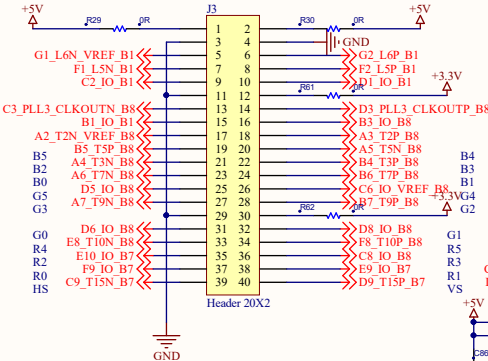 +5V R29 0R J3 R30 0R +5V
1 2
3 4 GND
G1_L6N_VREF_B1 5 6 G2_L6P_B1
F1_L5N_B1 7 8 F2_L5P_B1
C2_IO_B1 9 10 D1_IO_B1
11 12 R61 0R +3.3V
C3_PLL3_CLKOUTN_B8 13 14 D3_PLL3_CLKOUTP_B8
B1_IO_B1 15 16 B3_IO_B8
A2_T2N_VREF_B8 17 18 A3_T2P_B8
B5_T5P_B8 19 20 A5_T5N_B8
B5 A4_T3N_B8 21 22 B4_T3P_B8 B4
B2 A6_T7N_B8 23 24 B6_T7P_B8 B3
B0 D5_IO_B8 25 26 C6_IO_VREF_B8 B1
G5 A7_T9N_B8 27 28 B7_T9P_B8 G4
G3 29 30 R62 0R +3.3V G2
G0 D6_IO_B8 31 32 D8_IO_B8 G1
R4 E8_T10N_B8 33 34 F8_T10P_B8 R5
R2 E10_IO_B7 35 36 C8_IO_B8 R3
R0 F9_IO_B7 37 38 E9_IO_B7 R1
HS C9_T15N_B7 39 40 D9_T15P_B7 VS
Header 20X2
+5V
GND
C86